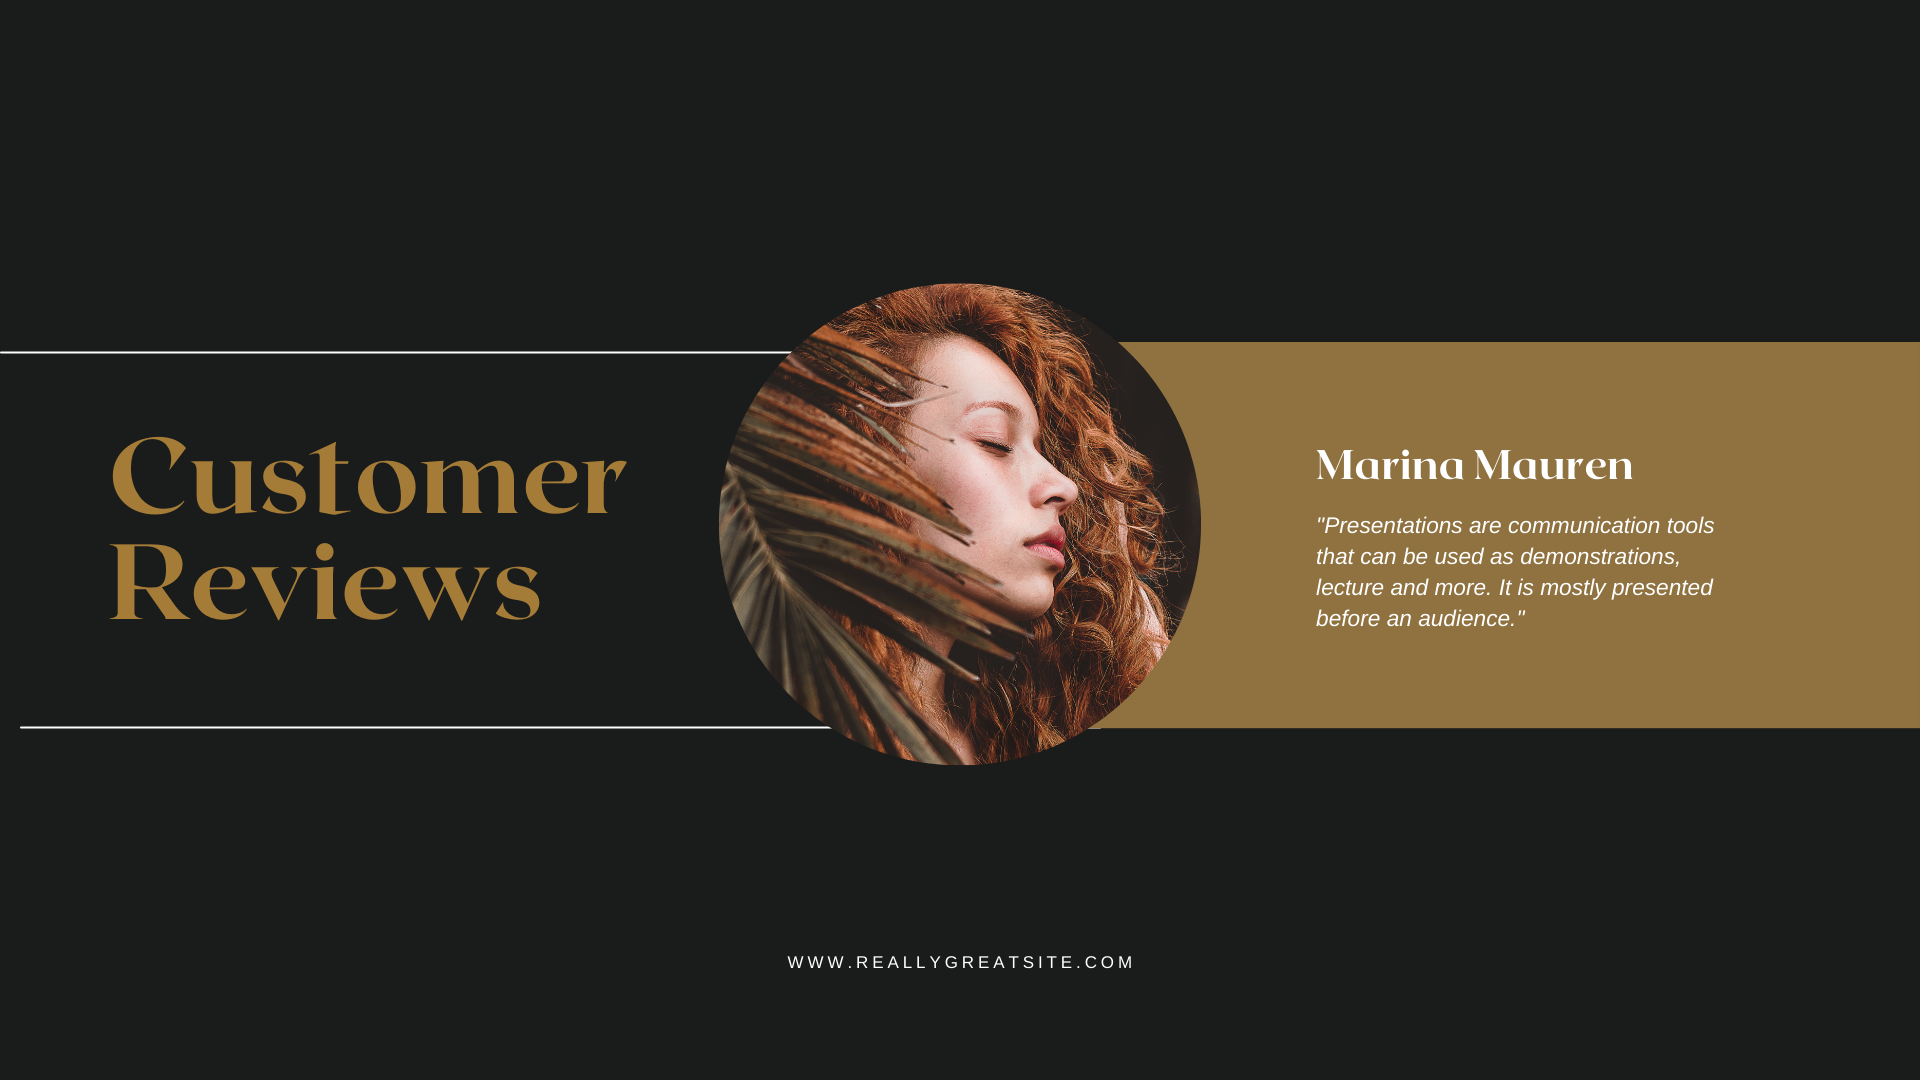 Customer
Reviews
Marina Mauren
"Presentations are communication tools
that can be used as demonstrations,
lecture and more. It is mostly presented
before an audience."
WWW.REALLYGREATSITE.COM